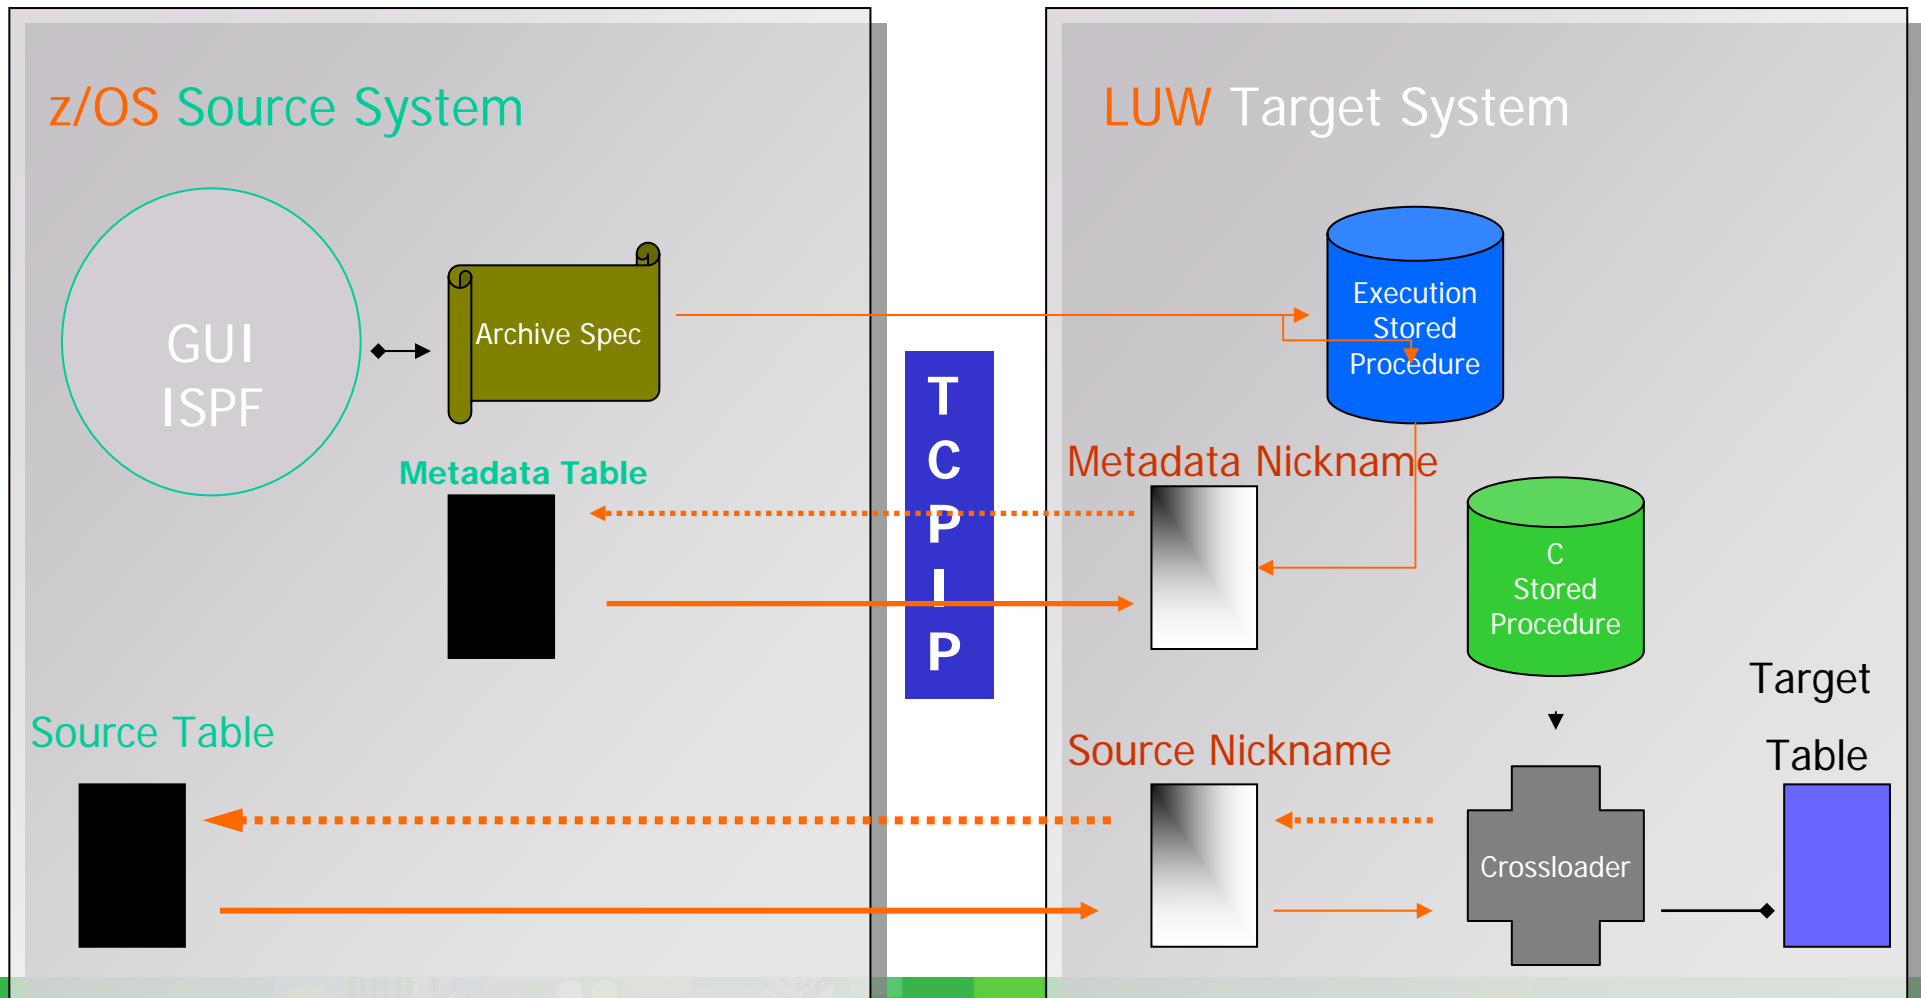 z/OS Source System
GUI
ISPF
Archive Spec
Metadata Table
Source Table
T
C
P
I
P
LUW Target System
Execution
Stored
Procedure
Metadata Nickname
C
Stored
Procedure
Source Nickname
Crossloader
Target
Table